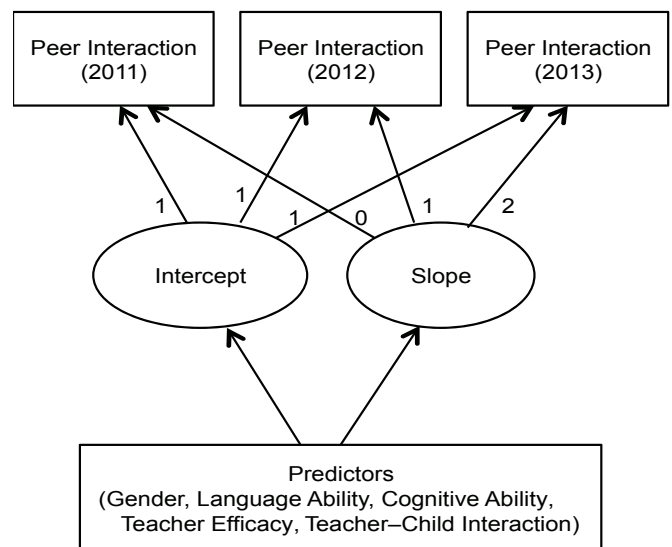 Peer Interaction
(2011)
Peer Interaction
(2012)
Peer Interaction
(2013)
1
1
1
0
1
2
Intercept
Slope
Predictors
(Gender, Language Ability, Cognitive Ability,
Teacher Efficacy, Teacher–Child Interaction)